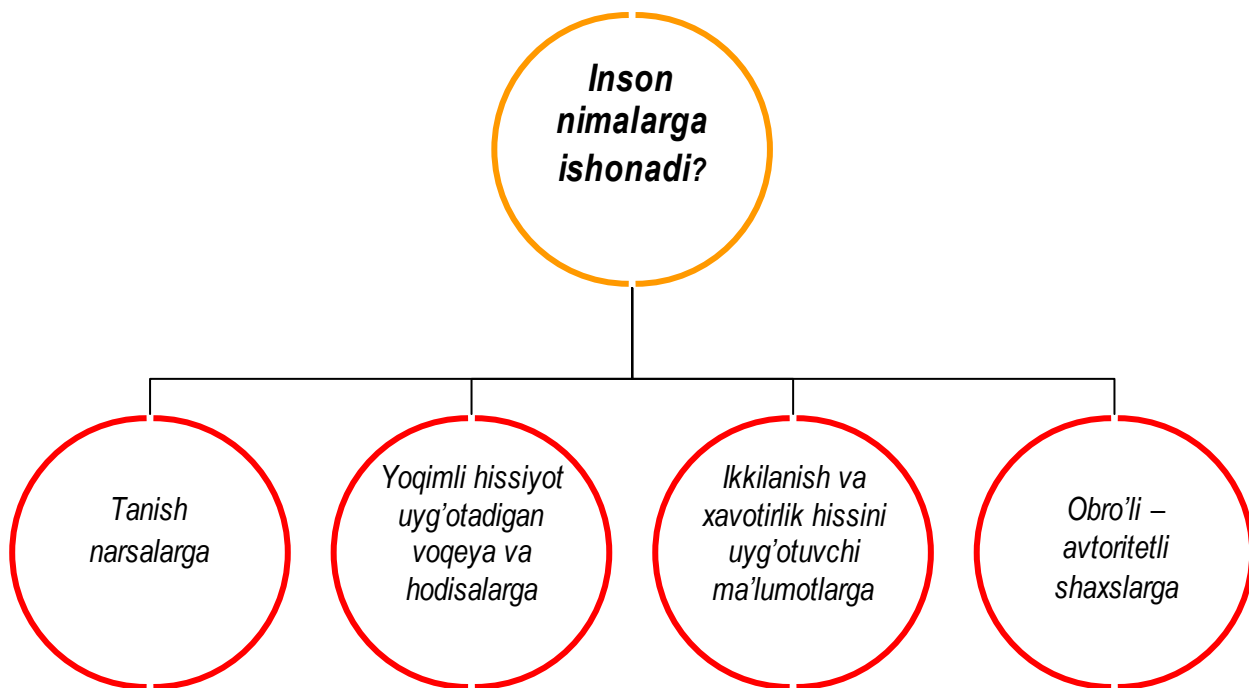 Inson
nimalarga
ishonadi?
Tanish
narsalarga
Yoqimli hissiyot
uyg’otadigan
voqeya va
hodisalarga
Ikkilanish va
xavotirlik hissini
uyg’otuvchi
ma’lumotlarga
Obro’li –
avtoritetli
shaxslarga